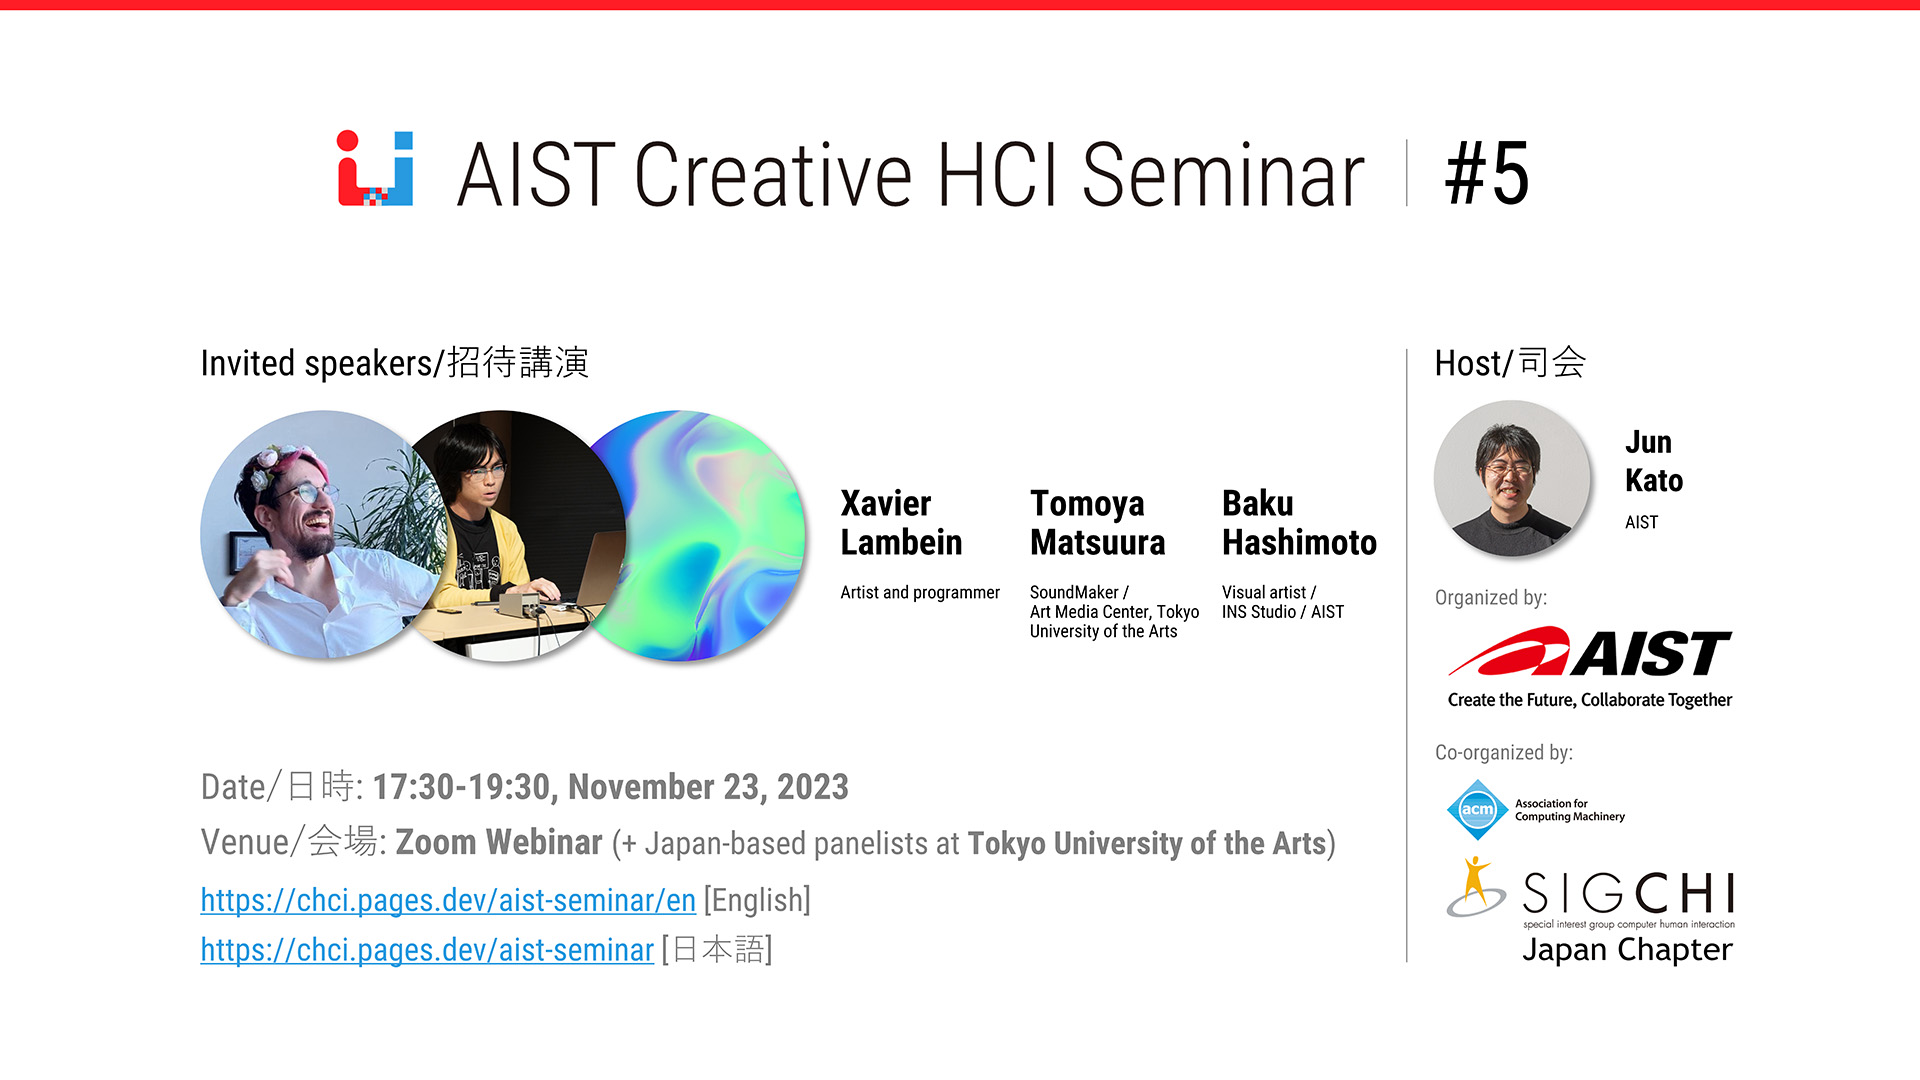 AIST Creative HCI Seminar #5
Invited speakers/招待講演
Xavier
Lambein
Artist and programmer
Tomoya
Matsuura
SoundMaker /
Art Media Center, Tokyo
University of the Arts
Baku
Hashimoto
Visual artist /
INS Studio / AIST
Date/日時: 17:30-19:30, November 23, 2023
Venue/会場: Zoom Webinar (+ Japan-based panelists at Tokyo University of the Arts)
https://chci.pages.dev/aist-seminar/en [English]
https://chci.pages.dev/aist-seminar [日本語]
Host/司会
Jun
Kato
AIST
Organized by:
AIST
Create the Future, Collaborate Together
Co-organized by:
acm
Association for
Computing Machinery
SIGCHI
special interest group computer human interaction
Japan Chapter